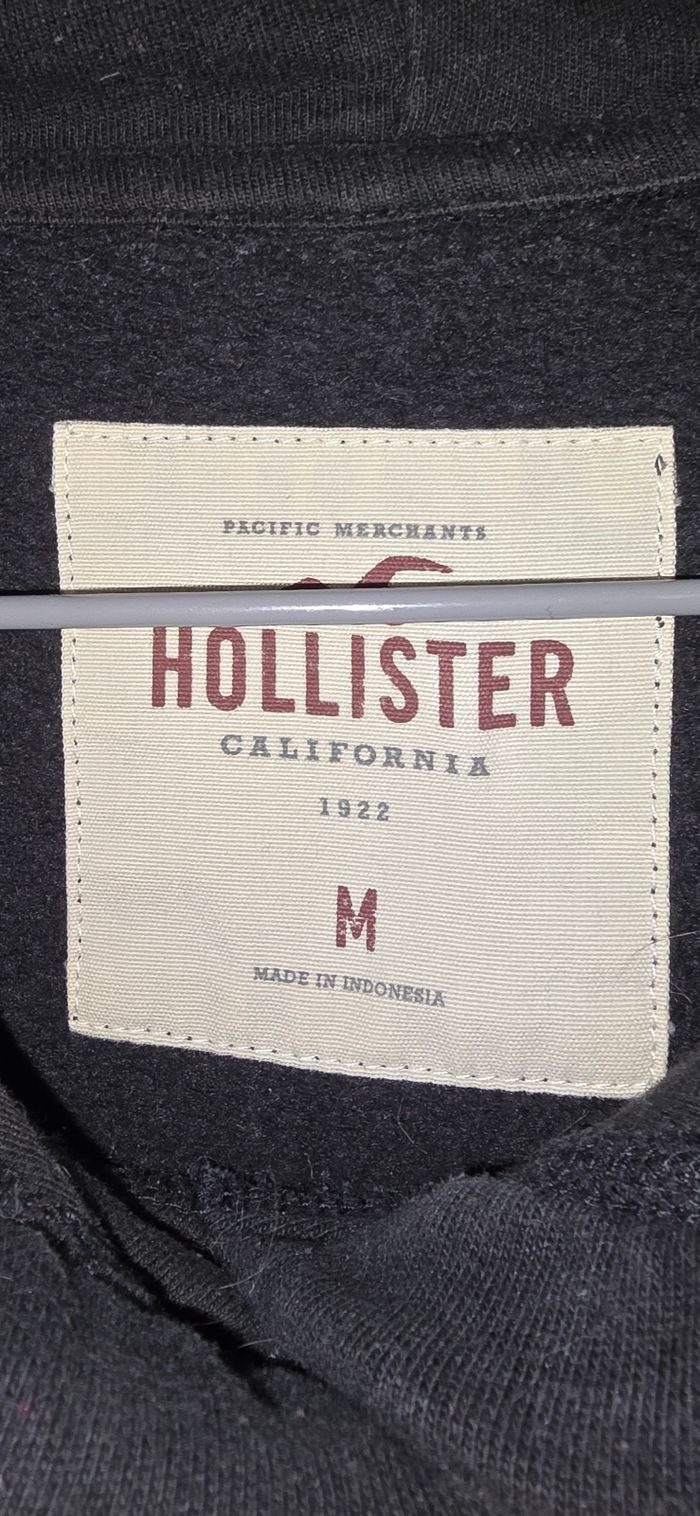 PACIFIC MERCHANTS
HOLLISTER
CALIFORNIA
1922
M
MADE IN INDONESIA